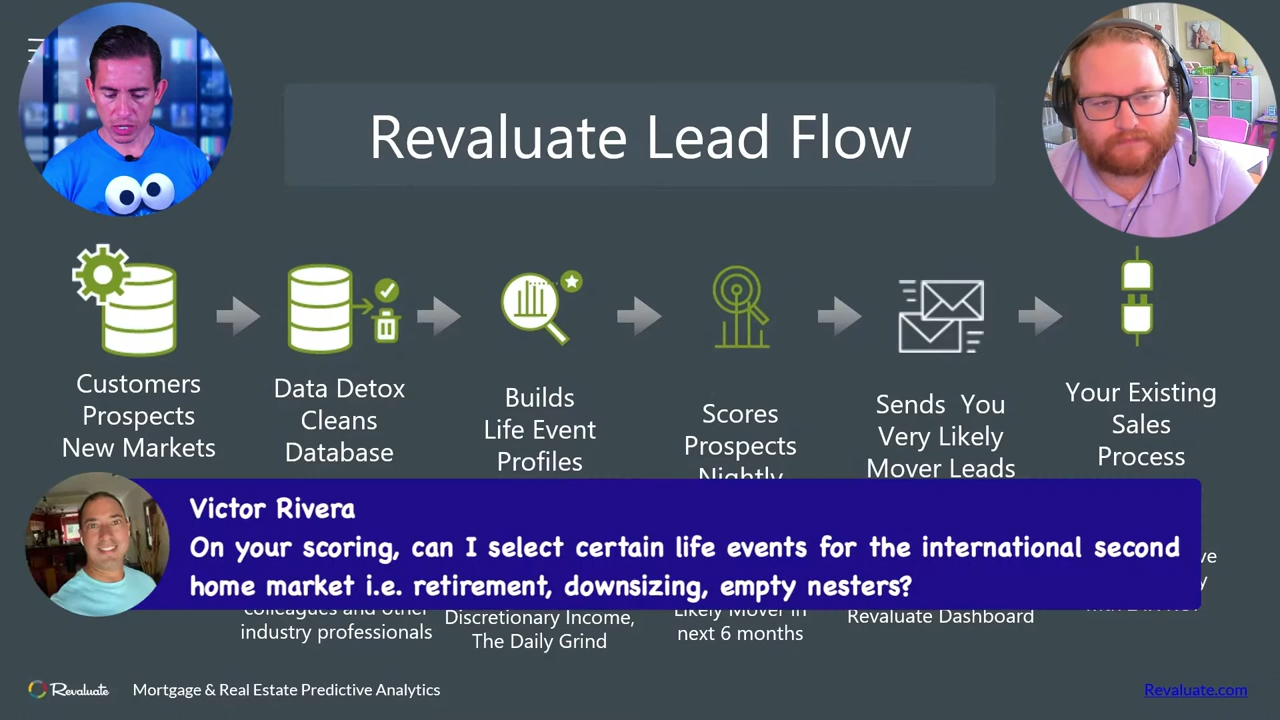 Revaluate Lead Flow
Customers
Prospects
New Markets
Data Detox
Cleans
Database
Builds
Life Event
Profiles
Scores
Prospects
Nightly
Sends You
Very Likely
Mover Leads
Your Existing
Sales
Process
Victor Rivera
On your scoring, can I select certain life events for the international second
home market i.e. retirement, downsizing, empty nesters?
colleagues and other
industry professionals
Discretionary Income,
The Daily Grind
Likely Mover in
next 6 months
Revaluate Dashboard
Revaluate
Mortgage & Real Estate Predictive Analytics
Revaluate.com